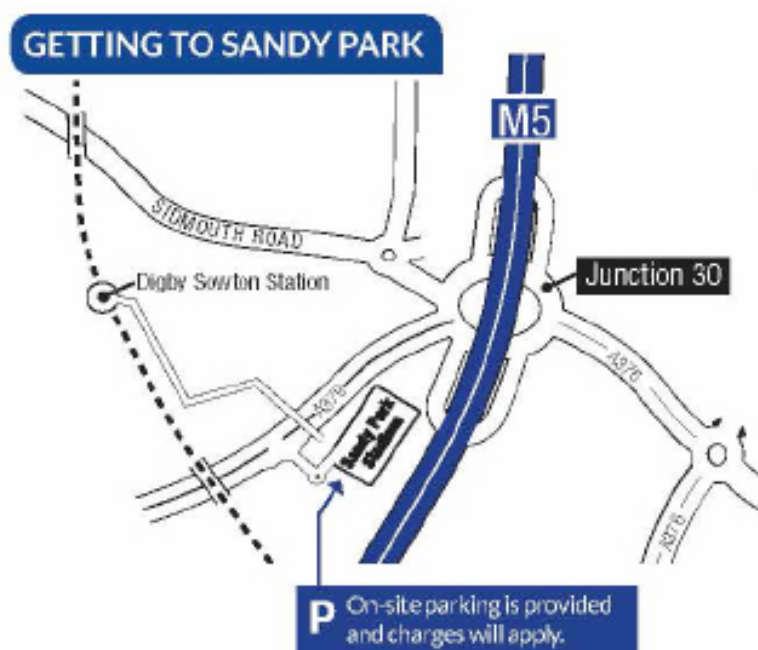 GETTING TO SANDY PARK
M5
SIDMOUTH ROAD
Digby Sowton Station
Junction 30
A376
A376
Sandy Park
Stadium
A376
P On-site parking is provided
and charges will apply.